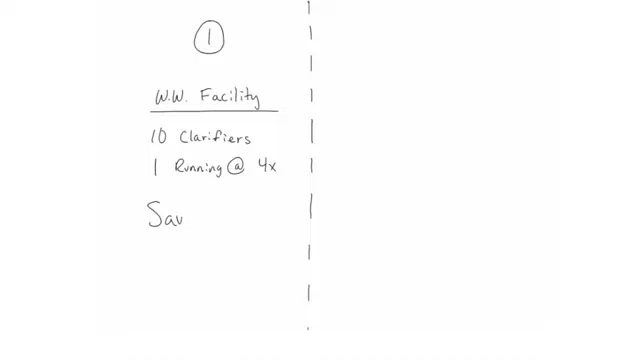 1
W.W. Facility
10 Clarifiers
1 Running @ 4x
Sav